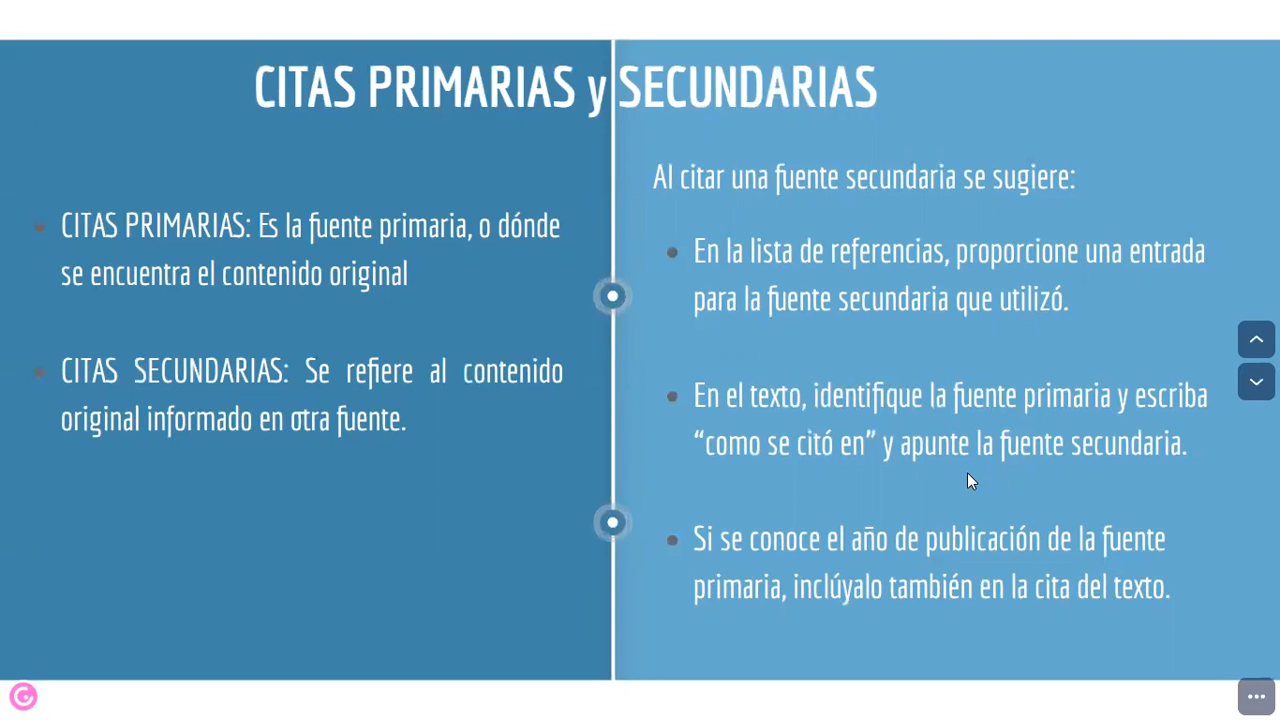 CITAS PRIMARIAS y SECUNDARIAS
CITAS PRIMARIAS: Es la fuente primaria, o dónde
se encuentra el contenido original
CITAS SECUNDARIAS: Se refiere al contenido
original informado en otra fuente.
Al citar una fuente secundaria se sugiere:
En la lista de referencias, proporcione una entrada
para la fuente secundaria que utilizó.
En el texto, identifique la fuente primaria y escriba
“como se citó en” y apunte la fuente secundaria.
Si se conoce el año de publicación de la fuente
primaria, inclúyalo también en la cita del texto.